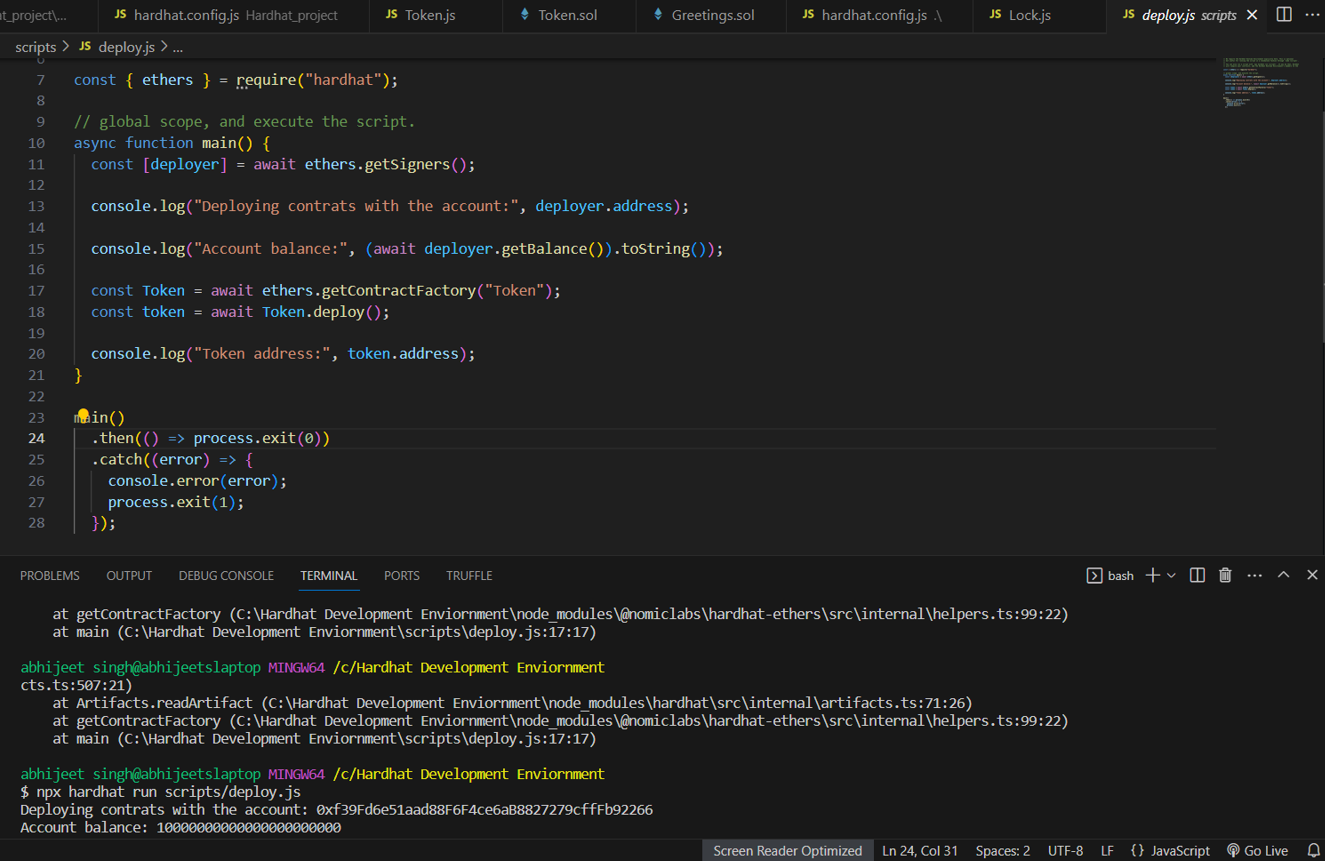 t_project\...
JS hardhat.config.js Hardhat_project
JS Token.js
Token.sol
Greetings.sol
JS hardhat.config.js .\
JS Lock.js
JS deploy.js scripts
scripts > JS deploy.js > ...
6
7 const { ethers } = require("hardhat");
8
9 // global scope, and execute the script.
10 async function main() {
11 const [deployer] = await ethers.getSigners();
12
13 console.log("Deploying contrats with the account:", deployer.address);
14
15 console.log("Account balance:", (await deployer.getBalance()).toString());
16
17 const Token = await ethers.getContractFactory("Token");
18 const token = await Token.deploy();
19
20 console.log("Token address:", token.address);
21 }
22
23 main()
24 .then(() => process.exit(0))
25 .catch((error) => {
26 console.error(error);
27 process.exit(1);
28 });
PROBLEMS OUTPUT DEBUG CONSOLE TERMINAL PORTS TRUFFLE
bash
at getContractFactory (C:\Hardhat Development Enviornment\node_modules\@nomiclabs\hardhat-ethers\src\internal\helpers.ts:99:22)
at main (C:\Hardhat Development Enviornment\scripts\deploy.js:17:17)
abhijeet singh@abhijeetslaptop MINGW64 /c/Hardhat Development Enviornment
cts.ts:507:21)
at Artifacts.readArtifact (C:\Hardhat Development Enviornment\node_modules\hardhat\src\internal\artifacts.ts:71:26)
at getContractFactory (C:\Hardhat Development Enviornment\node_modules\@nomiclabs\hardhat-ethers\src\internal\helpers.ts:99:22)
at main (C:\Hardhat Development Enviornment\scripts\deploy.js:17:17)
abhijeet singh@abhijeetslaptop MINGW64 /c/Hardhat Development Enviornment
$ npx hardhat run scripts/deploy.js
Deploying contrats with the account: 0xf39Fd6e51aad88F6F4ce6aB8827279cffFb92266
Account balance: 10000000000000000000000
Screen Reader Optimized Ln 24, Col 31 Spaces: 2 UTF-8 LF {} JavaScript Go Live